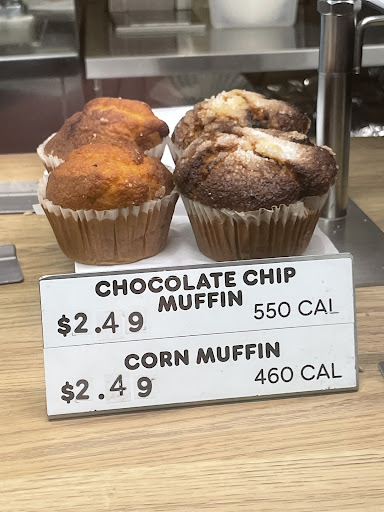 CHOCOLATE CHIP
MUFFIN
$2.49 550 CAL
CORN MUFFIN
$2.49 460 CAL